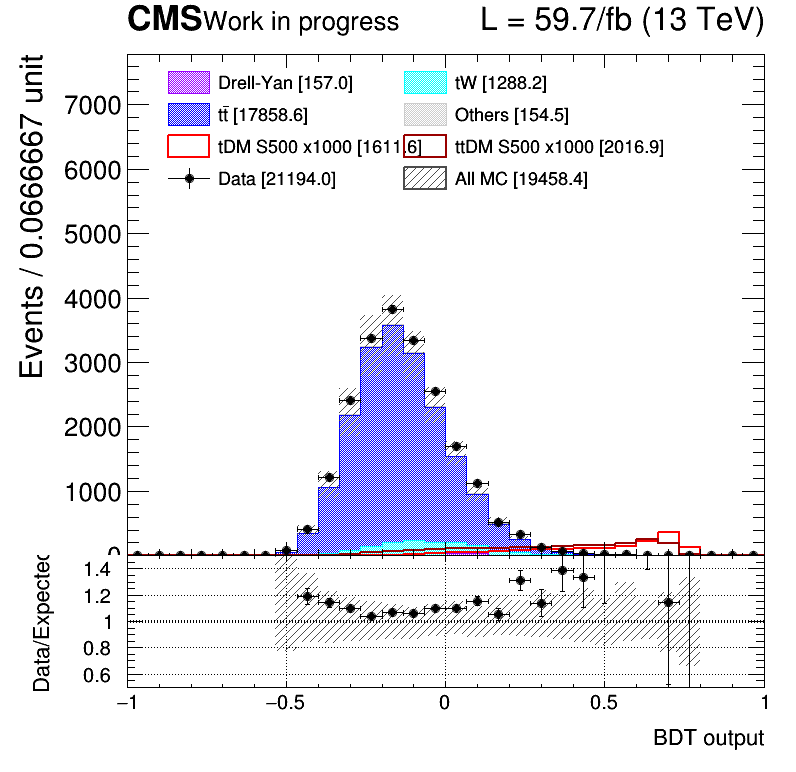 CMS Work in progress L = 59.7/fb (13 TeV)
Drell-Yan [157.0] tW [1288.2]
tt̄ [17858.6] Others [154.5]
tDM S500 x1000 [1611.6] ttDM S500 x1000 [2016.9]
Data [21194.0] All MC [19458.4]
Events / 0.0666667 unit
7000
6000
5000
4000
3000
2000
1000
0
Data/Expected
1.4
1.2
1
0.8
0.6
−1 −0.5 0 0.5 1
BDT output